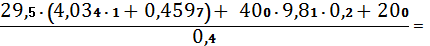 29,5·(4,034·1 + 0,4597) + 400·9,81·0,2 + 200
0,4 =